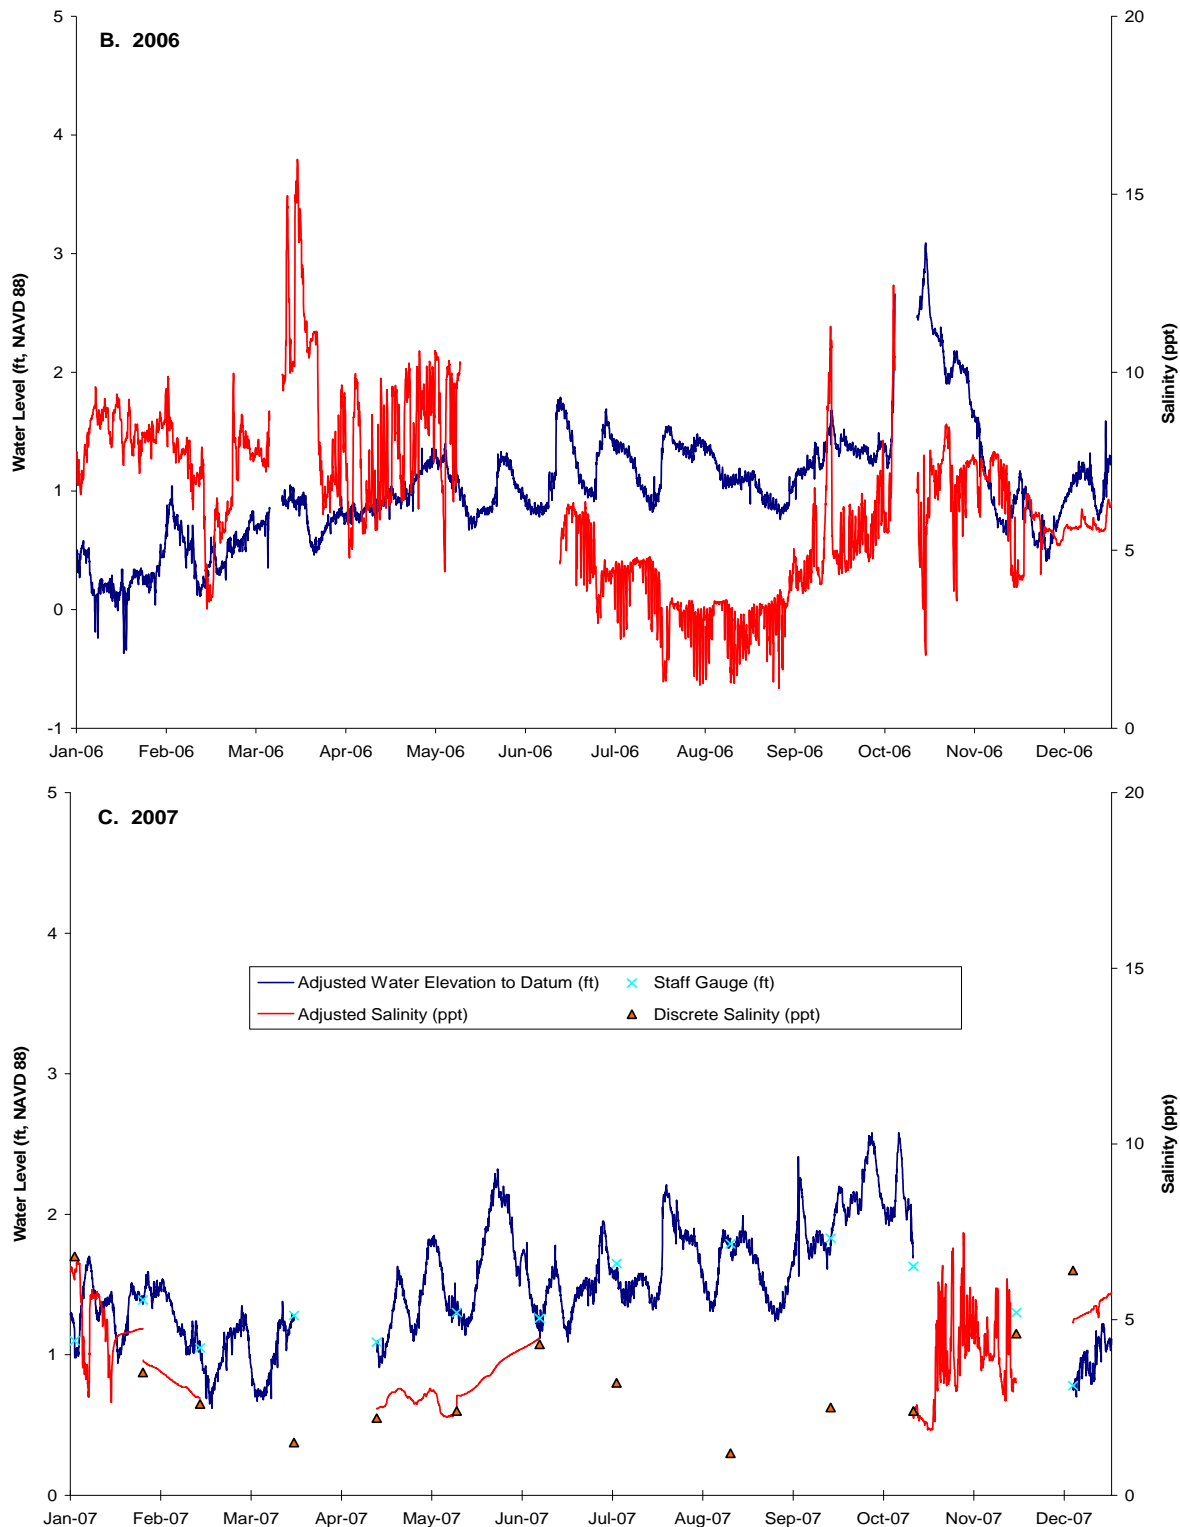 B. 2006
5
4
3
2
1
0
-1
20
15
10
5
0
Water Level (ft, NAVD 88)
Salinity (ppt)
Jan-06 Feb-06 Mar-06 Apr-06 May-06 Jun-06 Jul-06 Aug-06 Sep-06 Oct-06 Nov-06 Dec-06
C. 2007
5
4
3
2
1
0
20
15
10
5
0
Water Level (ft, NAVD 88)
Salinity (ppt)
Adjusted Water Elevation to Datum (ft) Staff Gauge (ft)
Adjusted Salinity (ppt) Discrete Salinity (ppt)
Jan-07 Feb-07 Mar-07 Apr-07 May-07 Jun-07 Jul-07 Aug-07 Sep-07 Oct-07 Nov-07 Dec-07